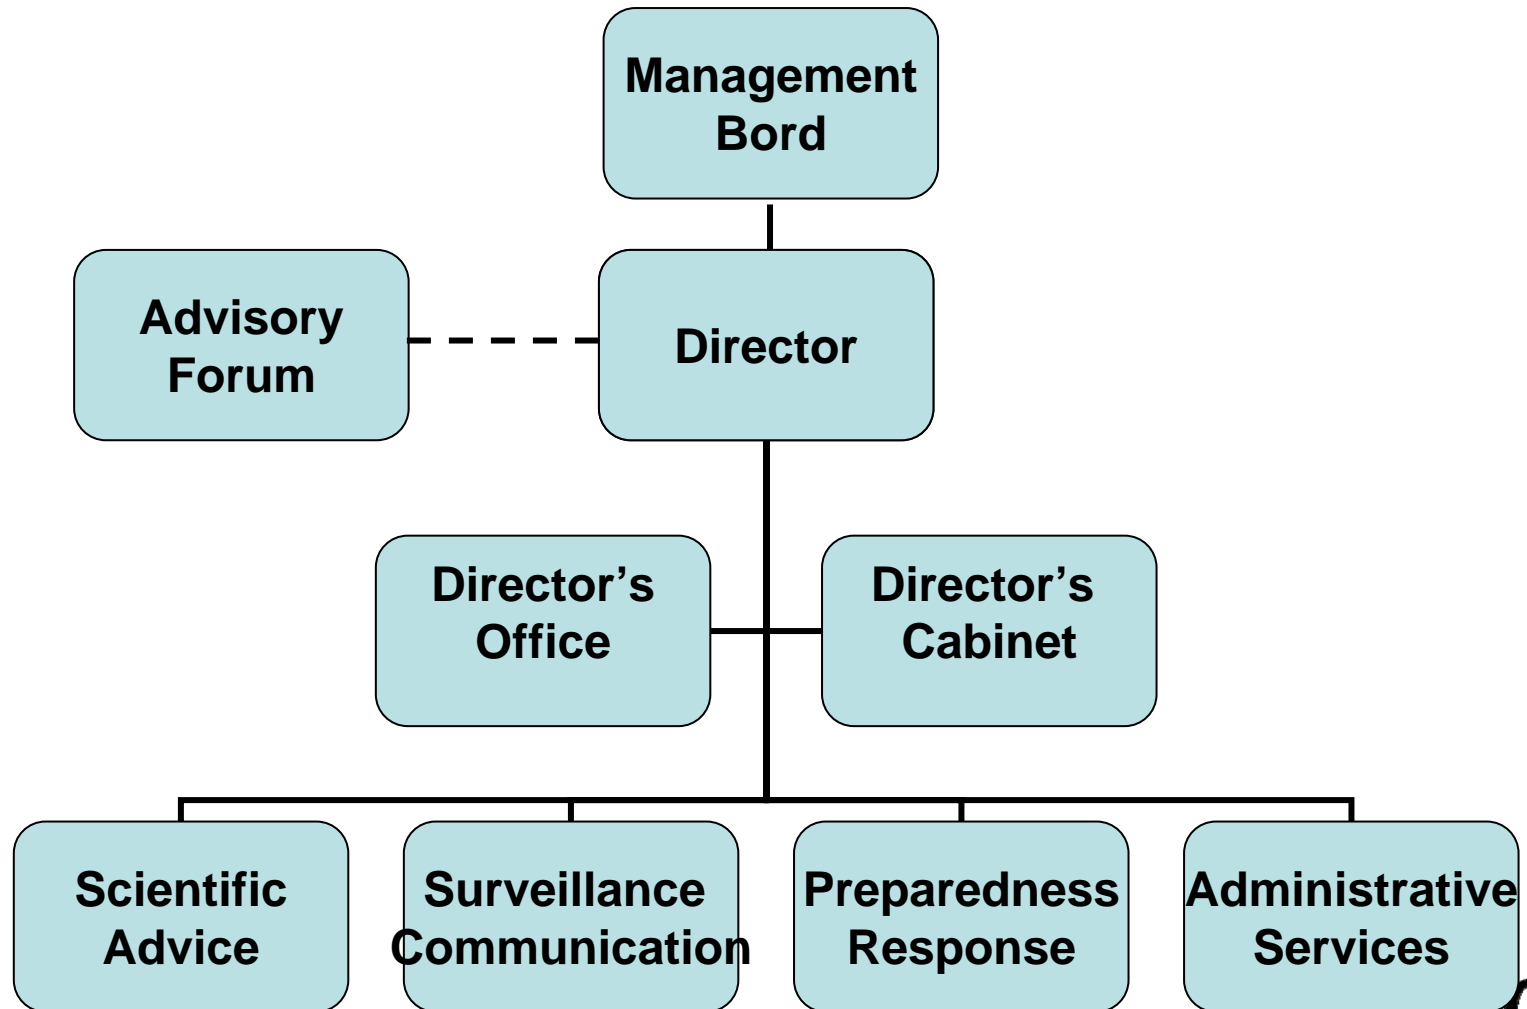 Management
Bord
Advisory
Forum
Director
Director’s
Office
Director’s
Cabinet
Scientific
Advice
Surveillance
Communication
Preparedness
Response
Administrative
Services